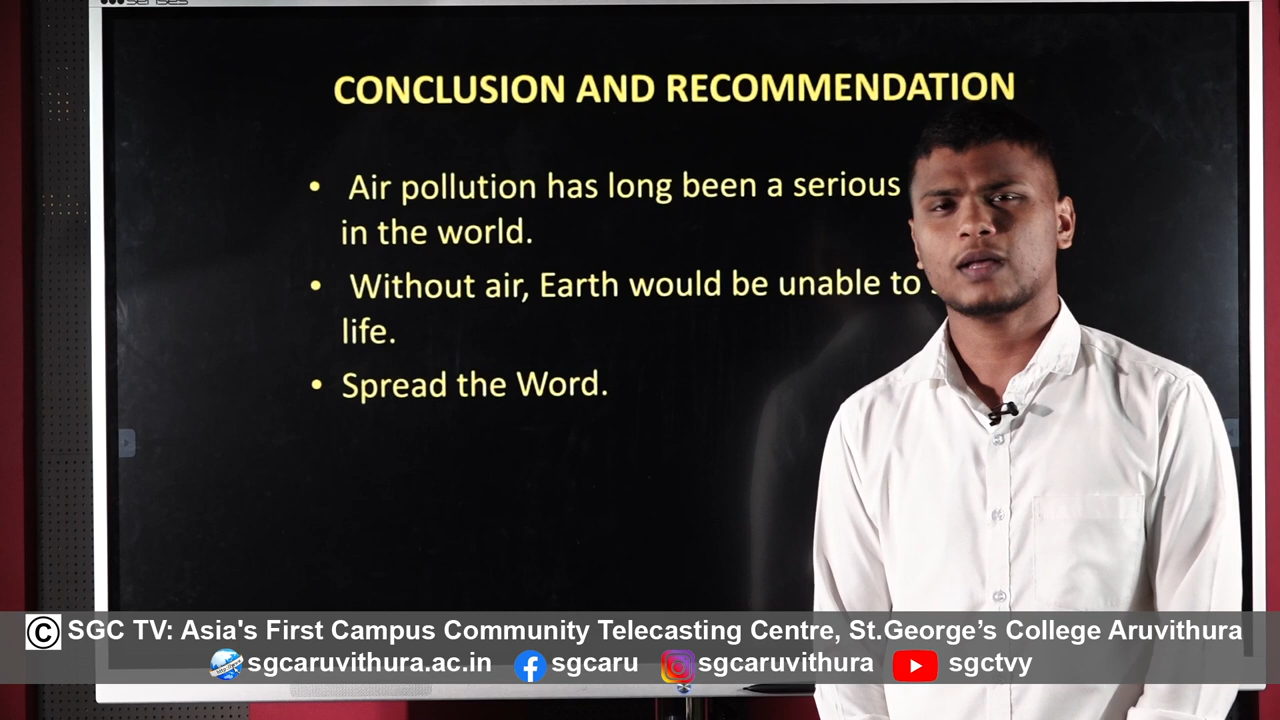 CONCLUSION AND RECOMMENDATION
• Air pollution has long been a serious
in the world.
• Without air, Earth would be unable to
life.
• Spread the Word.
© SGC TV: Asia's First Campus Community Telecasting Centre, St.George’s College Aruvithura
sgcaruvithura.ac.in sgcaru sgcaruvithura sgctvy